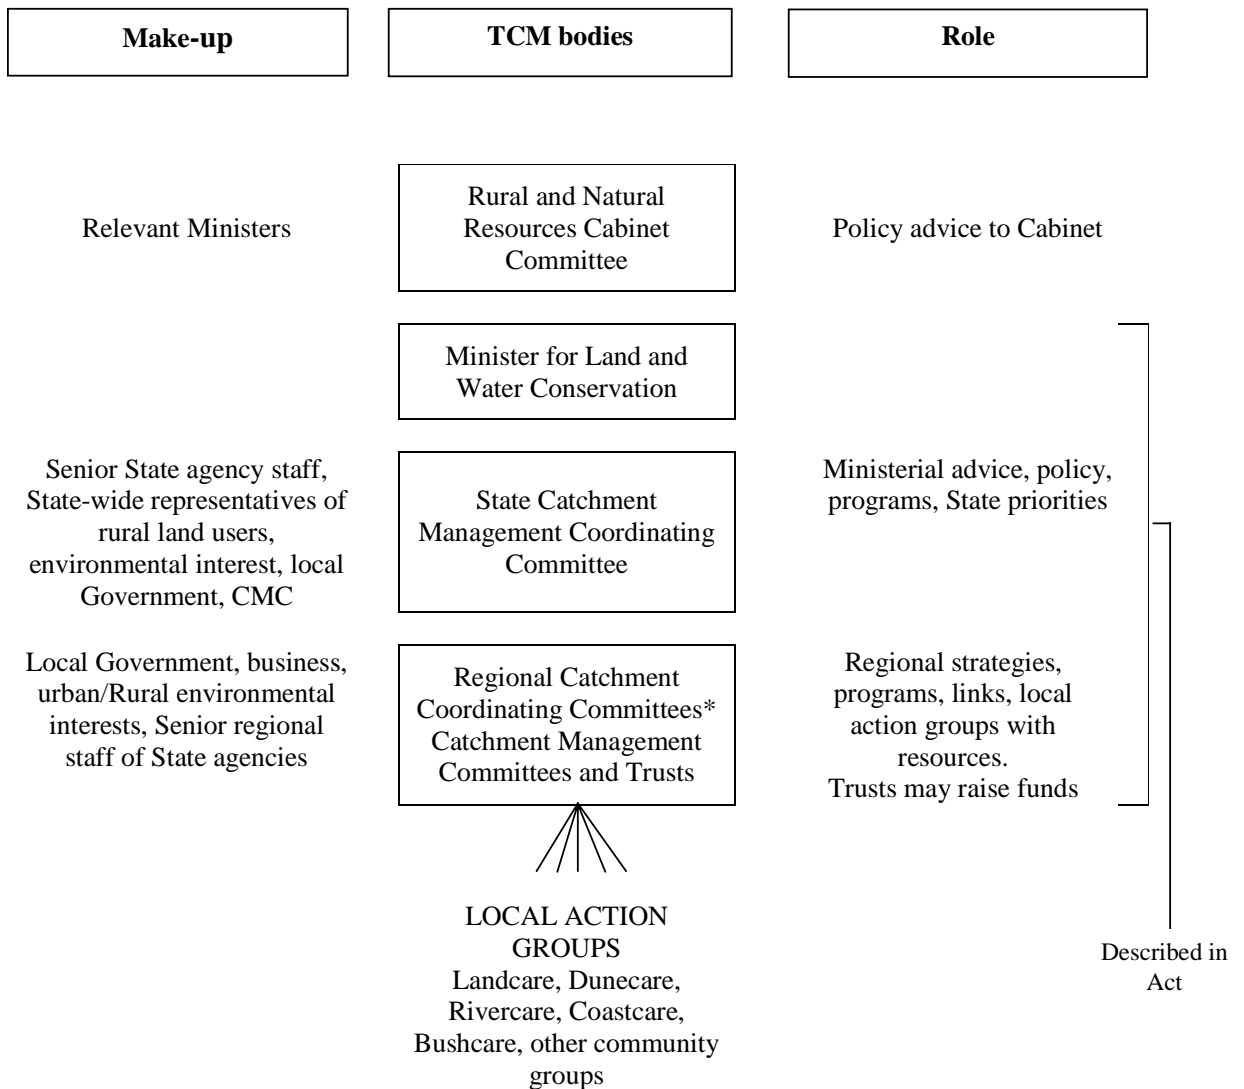 Make-up
TCM bodies
Role
Relevant Ministers
Rural and Natural
Resources Cabinet
Committee
Policy advice to Cabinet
Minister for Land and
Water Conservation
Senior State agency staff,
State-wide representatives of
rural land users,
environmental interest, local
Government, CMC
State Catchment
Management Coordinating
Committee
Ministerial advice, policy,
programs, State priorities
Local Government, business,
urban/Rural environmental
interests, Senior regional
staff of State agencies
Regional Catchment
Coordinating Committees*
Catchment Management
Committees and Trusts
Regional strategies,
programs, links, local
action groups with
resources.
Trusts may raise funds
LOCAL ACTION
GROUPS
Landcare, Dunecare,
Rivercare, Coastcare,
Bushcare, other community
groups
Described in
Act